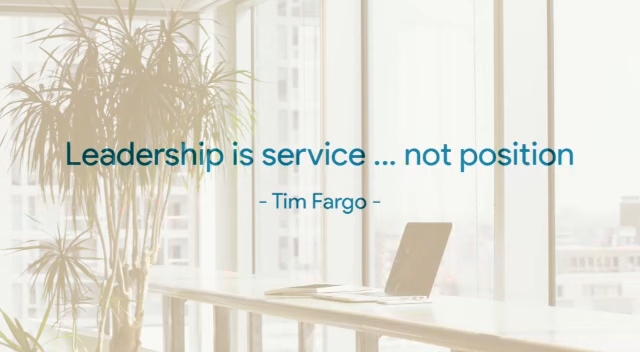 Leadership is service ... not position
- Tim Fargo -